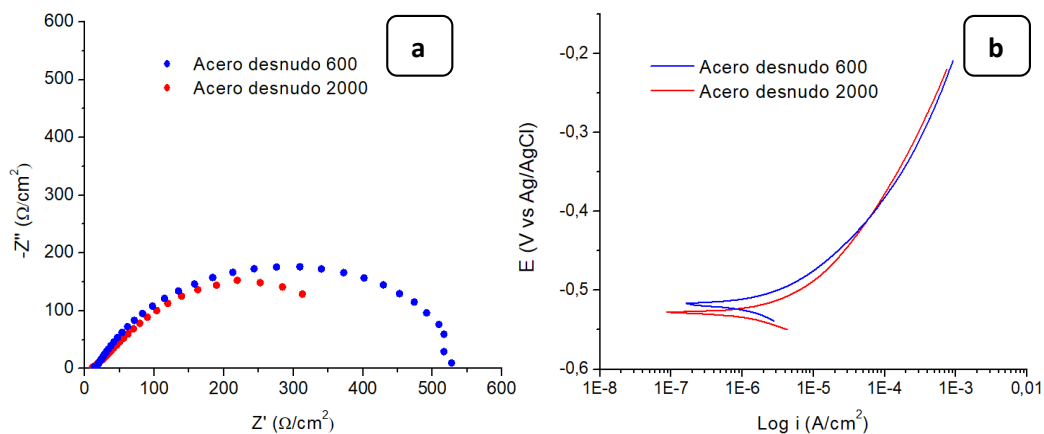 a
Acero desnudo 600
Acero desnudo 2000
-Z" (Ω/cm²)
600
500
400
300
200
100
0
0 100 200 300 400 500 600
Z' (Ω/cm²)
b
Acero desnudo 600
Acero desnudo 2000
E (V vs Ag/AgCl)
-0,2
-0,3
-0,4
-0,5
-0,6
1E-8 1E-7 1E-6 1E-5 1E-4 1E-3 0,01
Log i (A/cm²)